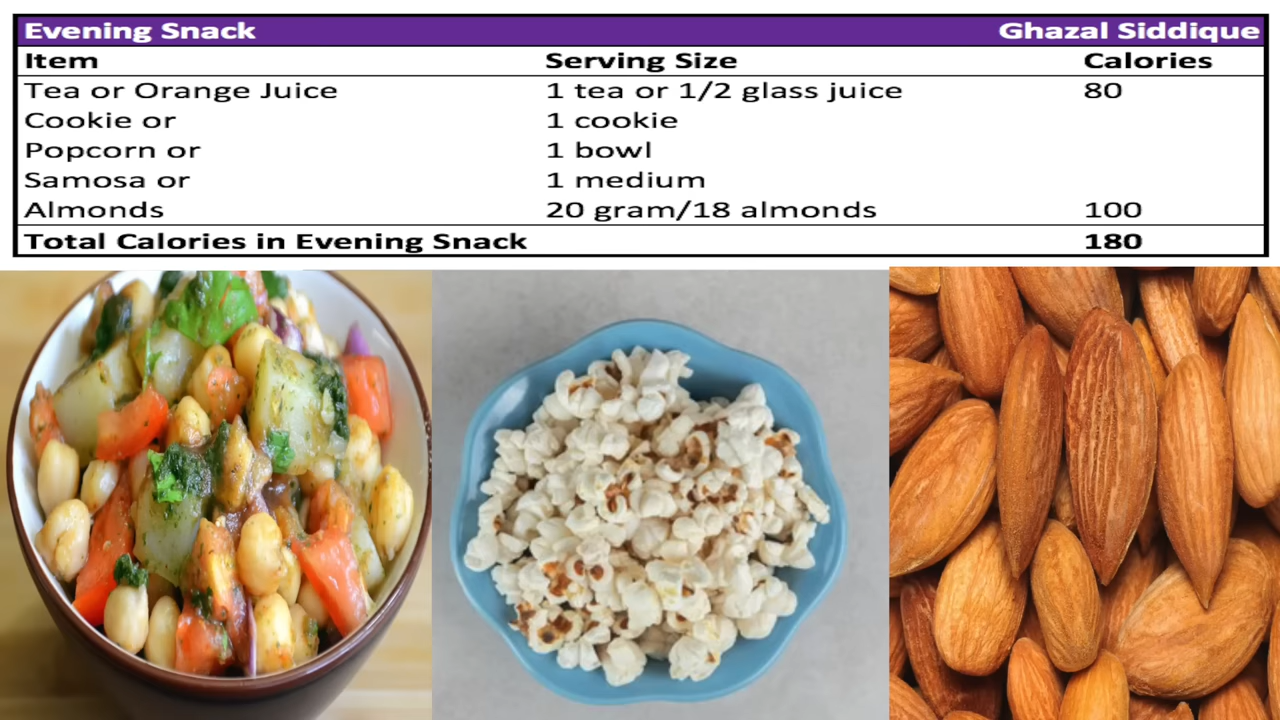 Evening Snack Ghazal Siddique
Item Serving Size Calories
Tea or Orange Juice 1 tea or 1/2 glass juice 80
Cookie or 1 cookie
Popcorn or 1 bowl
Samosa or 1 medium
Almonds 20 gram/18 almonds 100
Total Calories in Evening Snack 180